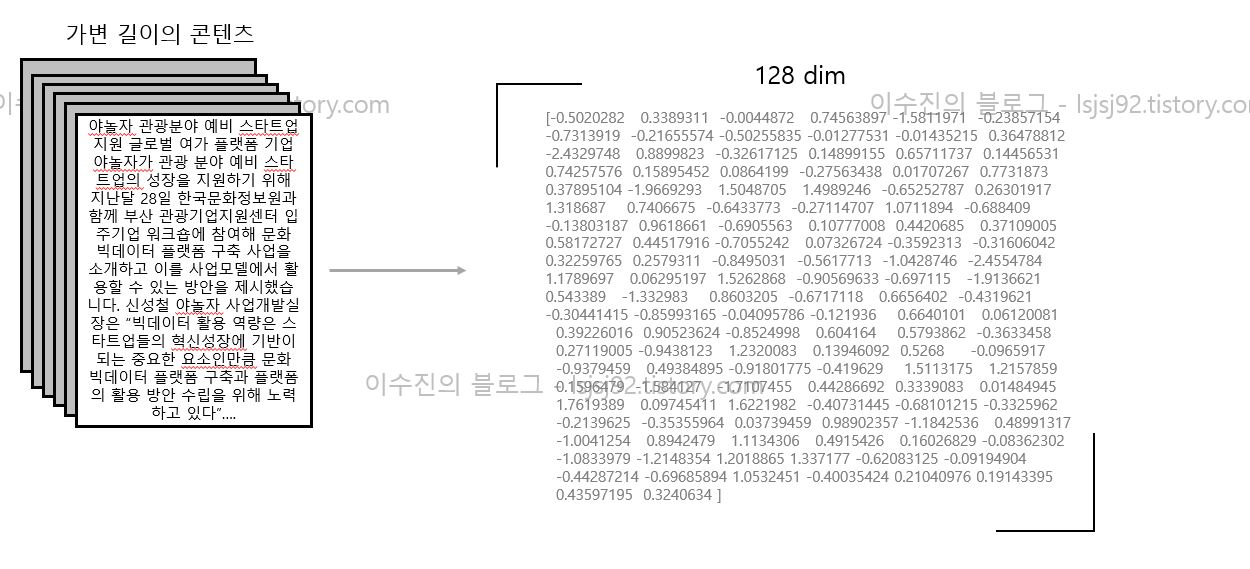 가변 길이의 콘텐츠
야놀자 관광분야 예비 스타트업
지원 글로벌 여가 플랫폼 기업
야놀자가 관광 분야 예비 스타
트업의 성장을 지원하기 위해
지난달 28일 한국문화정보원과
함께 부산 관광기업지원센터 입
주기업 워크숍에 참여해 문화
빅데이터 플랫폼 구축 사업을
소개하고 이를 사업모델에서 활
용할 수 있는 방안을 제시했습
니다. 신성철 야놀자 사업개발실
장은 “빅데이터 활용 역량은 스
타트업들의 혁신성장에 기반이
되는 중요한 요소인만큼 문화
빅데이터 플랫폼 구축과 플랫폼
의 활용 방안 수립을 위해 노력
하고 있다”....
128 dim
이수진의 블로그 - lsjsj92.tistory.com
[-0.5020282 0.3389311 -0.0044872 0.74563897 -1.5811971 -0.23857154
-0.7313919 -0.21655574 -0.50255835 -0.01277531 -0.01435215 0.36478812
-2.4329748 0.8899823 -0.32617125 0.14899155 0.65711737 0.14456531
0.74257576 0.15895452 0.0864199 -0.27563438 0.01707267 0.7731873
0.37895104 -1.9669293 1.5048705 1.4989246 -0.65252787 0.26301917
1.318687 0.7406675 -0.6433773 -0.27114707 1.0711894 -0.688409
-0.13803187 0.9618661 -0.6905563 0.10777008 0.4420685 0.37109005
0.58172727 0.44517916 -0.7055242 0.07326724 -0.3592313 -0.31606042
0.32259765 0.2579311 -0.8495031 -0.5617713 -1.0428746 -2.4554784
1.1789697 0.06295197 1.5262868 -0.90569633 -0.697115 -1.9136621
0.543389 -1.332983 0.8603205 -0.6717118 0.6656402 -0.4319621
-0.30441415 -0.85993165 -0.04095786 -0.121936 0.6640101 0.06120081
0.39226016 0.90523624 -0.8524998 0.604164 0.5793862 -0.3633458
0.27119005 -0.9438123 1.2320083 0.13946092 0.5268 -0.0965917
-0.9379459 0.49384895 -0.91801775 -0.419629 1.5113175 1.2157859
이수진의 블로그 - lsjsj92.tistory.com
-0.1596479 -1.584127 -1.7107455 0.44286692 0.3339083 0.01484945
1.7619389 0.09745411 1.6221982 -0.40731445 -0.68101215 -0.3325962
-0.2139625 -0.35355964 0.03739459 0.98902357 -1.1842536 0.48991317
-1.0041254 0.8942479 1.1134306 0.4915426 0.16026829 -0.08362302
-1.0833979 -1.2148354 1.2018865 1.337177 -0.62083125 -0.09194904
-0.44287214 -0.69685894 1.0532451 -0.40035424 0.21040976 0.19143395
0.43597195 0.3240634 ]